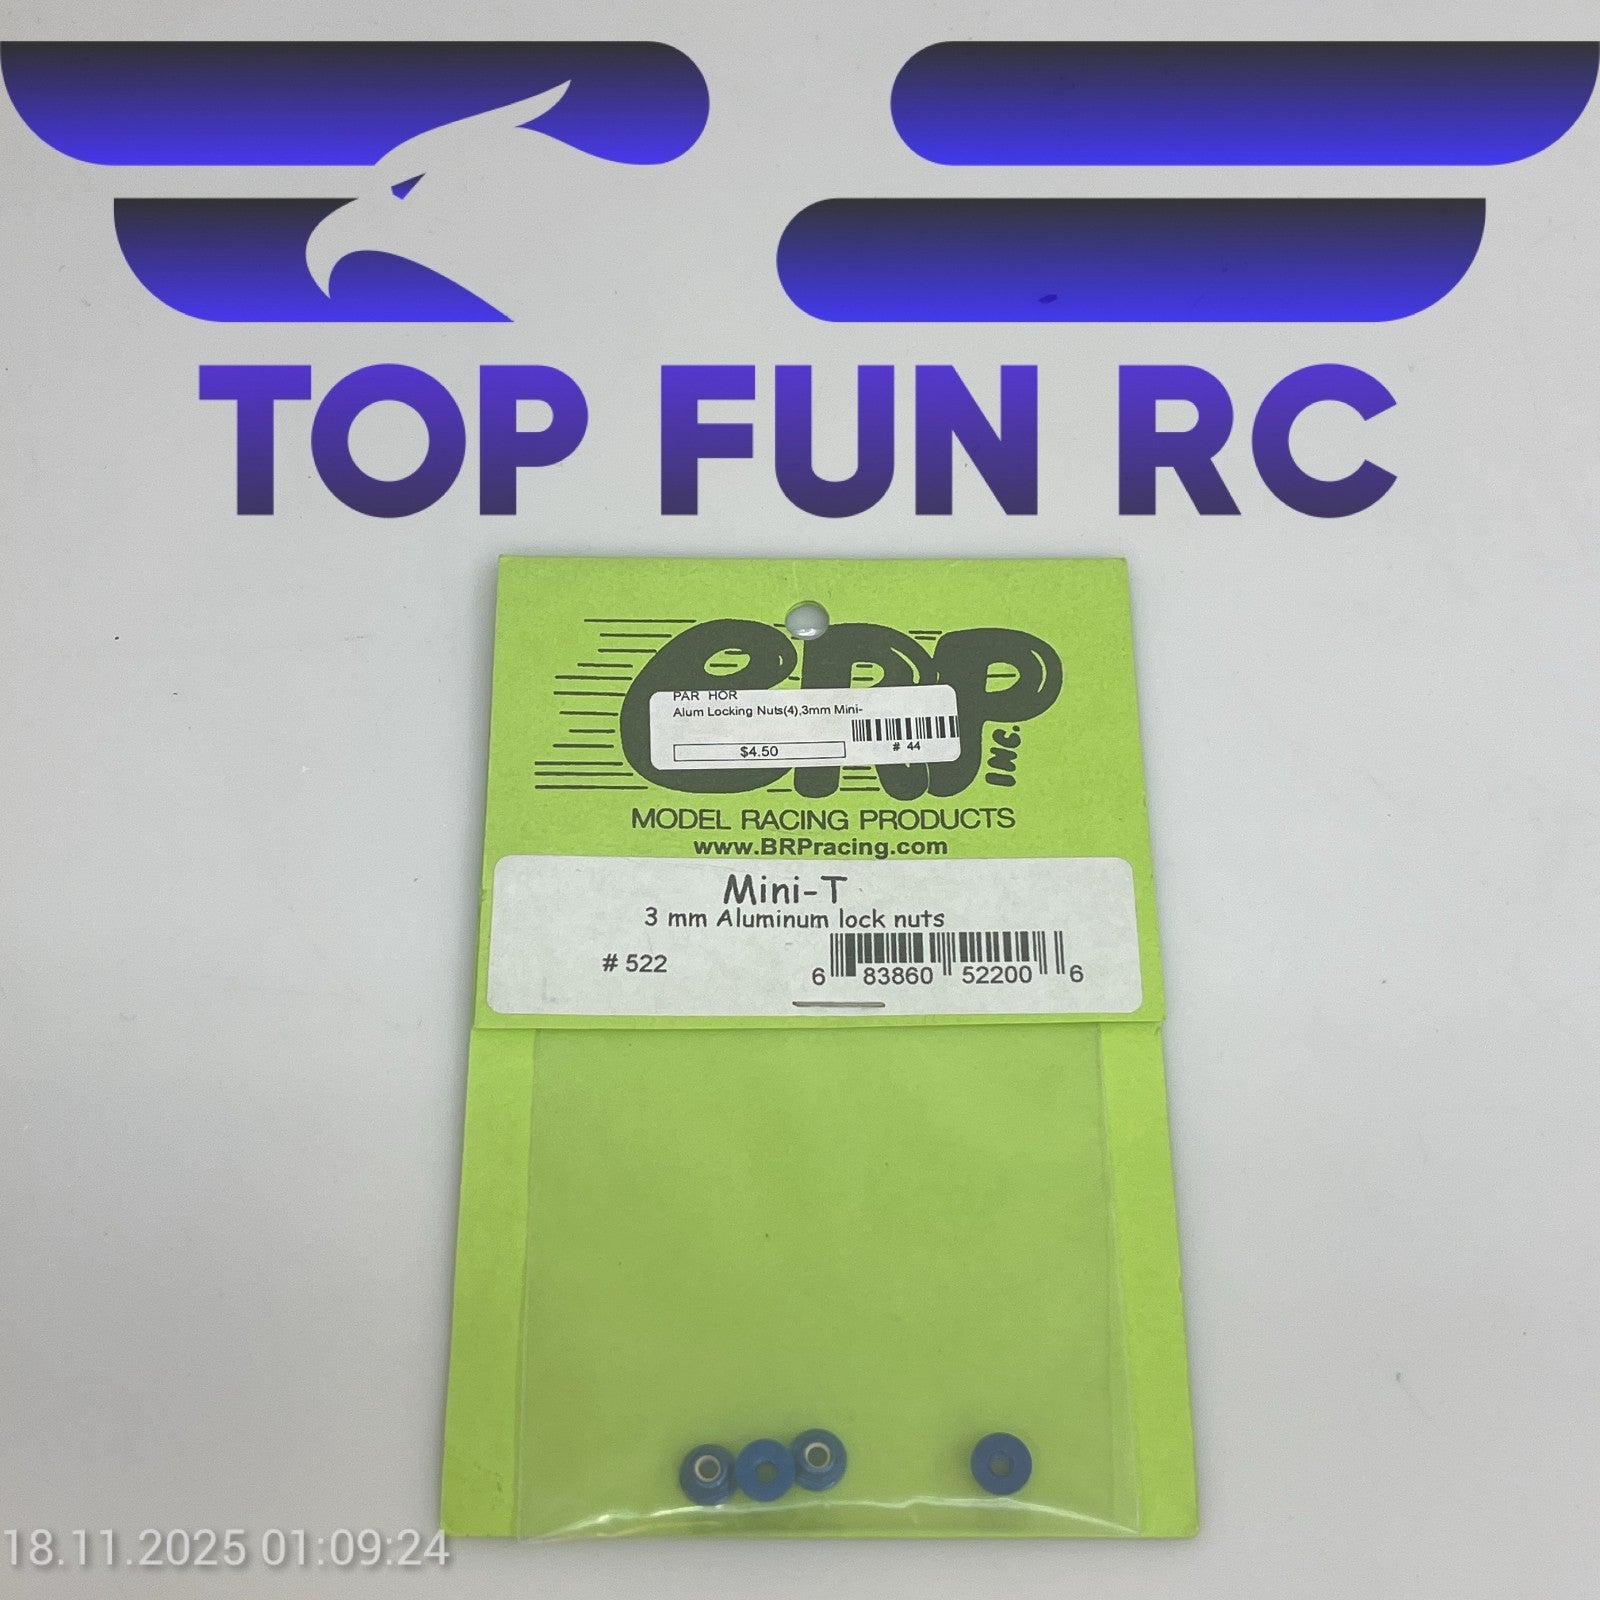 TOP FUN RC
BRP
INC.
PAR HOR
Alum Locking Nuts(4),3mm Mini-
$4.50
# 44
MODEL RACING PRODUCTS
www.BRPracing.com
Mini-T
3 mm Aluminum lock nuts
# 522
6 83860 52200 6
18.11.2025 01:09:24